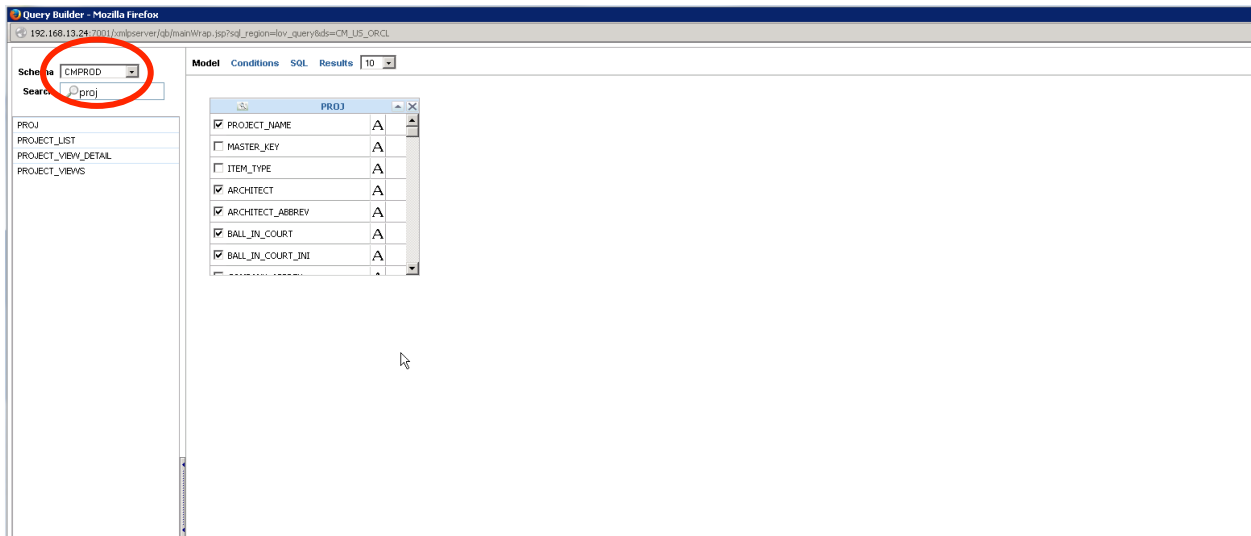 Query Builder - Mozilla Firefox
192.168.13.24:7001/xmlpserver/qb/mainWrap.jsp?sql_region=lov_query&ds=CM_US_ORCL
Schema CMPROD
Search proj
PROJ
PROJECT_LIST
PROJECT_VIEW_DETAIL
PROJECT_VIEWS
Model Conditions SQL Results 10
PROJ
PROJECT_NAME A
MASTER_KEY A
ITEM_TYPE A
ARCHITECT A
ARCHITECT_ABBREV A
BALL_IN_COURT A
BALL_IN_COURT_INI A